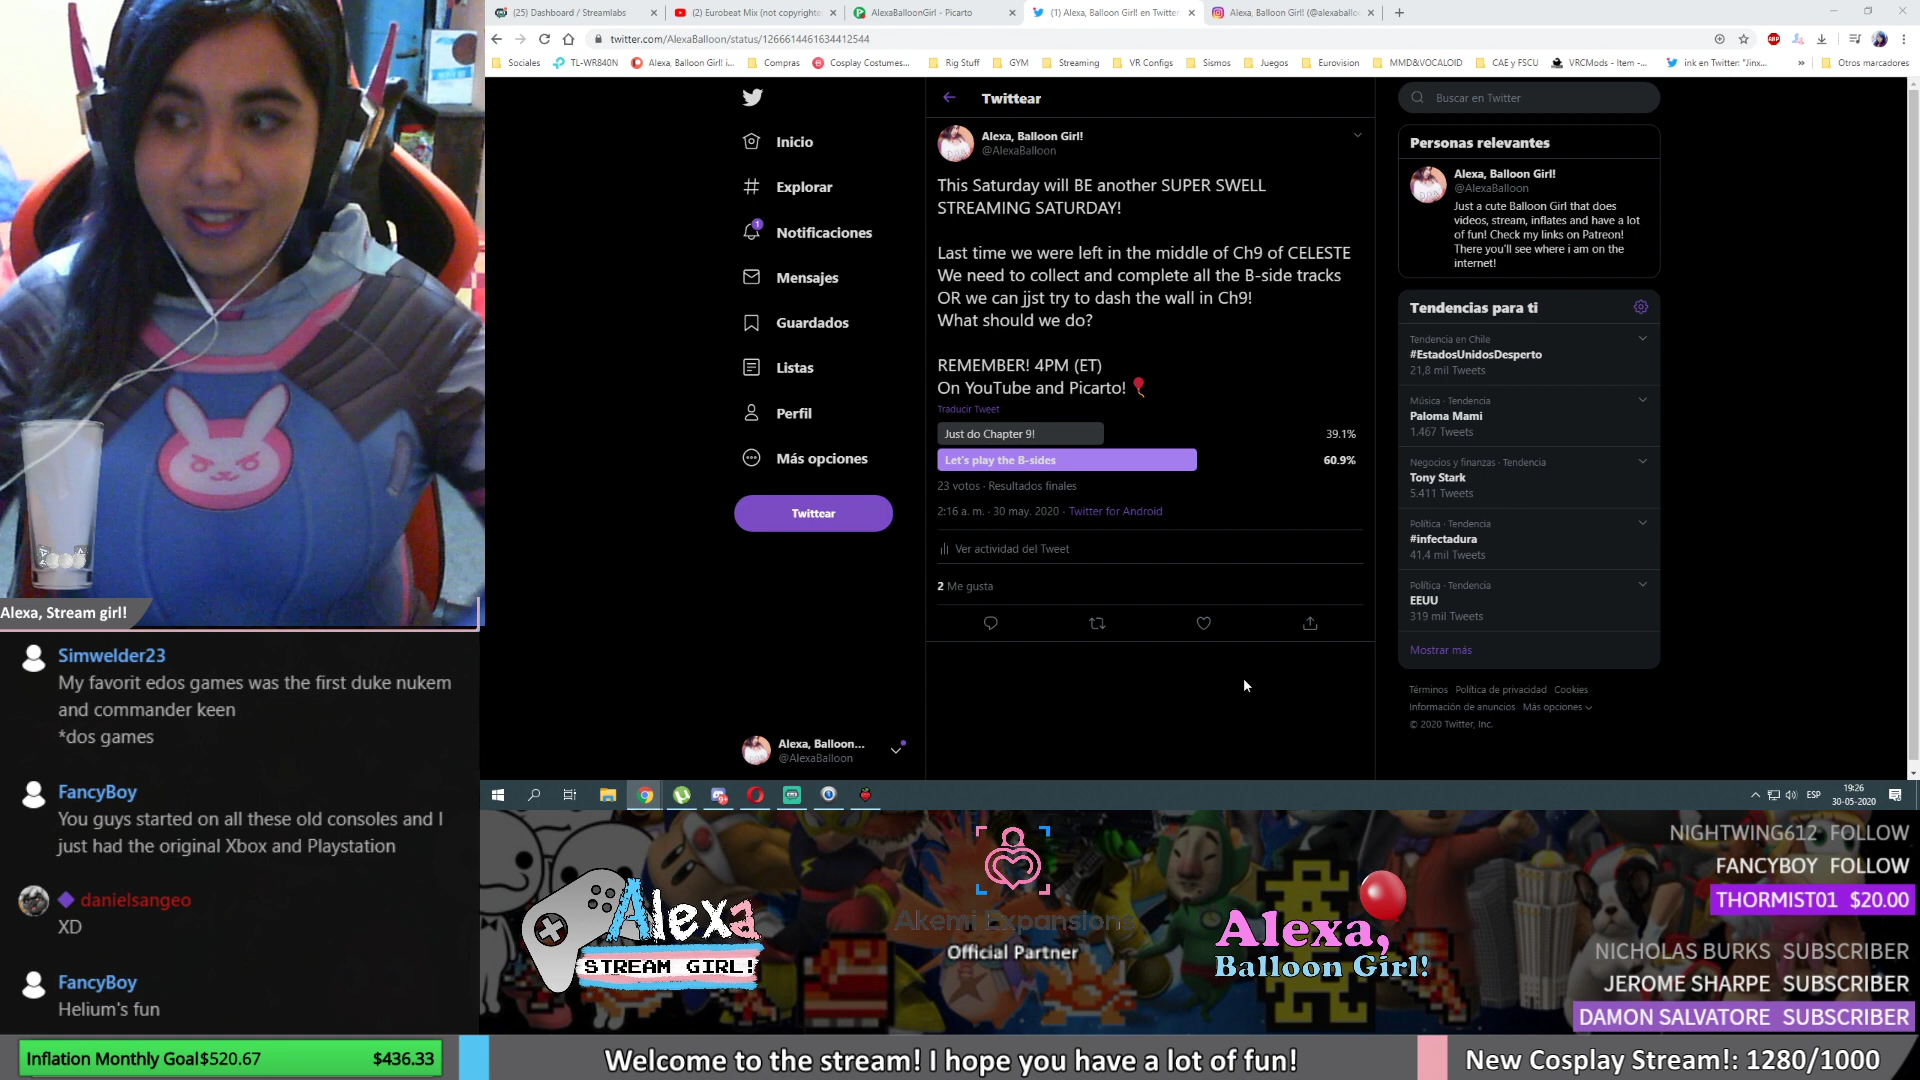 (25) Dashboard / Streamlabs
(2) Eurobeat Mix (not copyrighte
AlexaBalloonGirl - Picarto
(1) Alexa, Balloon Girl! en Twitter
Alexa, Balloon Girl! (@alexaballo
twitter.com/AlexaBalloon/status/1266614461634412544
Sociales
TL-WR840N
Alexa, Balloon Girl! i...
Compras
Cosplay Costumes...
Rig Stuff
GYM
Streaming
VR Configs
Sismos
Juegos
Eurovision
MMD&VOCALOID
CAE y FSCU
VRCMods - Item -...
ink en Twitter: "Jinx...
»
Otros marcadores
Inicio
Explorar
1
Notificaciones
Mensajes
Guardados
Listas
Perfil
Más opciones
Twittear
Alexa, Balloon...
@AlexaBalloon
Twittear
Alexa, Balloon Girl!
@AlexaBalloon
This Saturday will BE another SUPER SWELL
STREAMING SATURDAY!
Last time we were left in the middle of Ch9 of CELESTE
We need to collect and complete all the B-side tracks
OR we can jjst try to dash the wall in Ch9!
What should we do?
REMEMBER! 4PM (ET)
On YouTube and Picarto!
Traducir Tweet
Just do Chapter 9! 39.1%
Let's play the B-sides 60.9%
23 votos · Resultados finales
2:16 a. m. · 30 may. 2020 · Twitter for Android
Ver actividad del Tweet
2 Me gusta
Buscar en Twitter
Personas relevantes
Alexa, Balloon Girl!
@AlexaBalloon
Just a cute Balloon Girl that does
videos, stream, inflates and have a lot
of fun! Check my links on Patreon!
There you'll see where i am on the
internet!
Tendencias para ti
Tendencia en Chile
#EstadosUnidosDesperto
21,8 mil Tweets
Música · Tendencia
Paloma Mami
1.467 Tweets
Negocios y finanzas · Tendencia
Tony Stark
5.411 Tweets
Política · Tendencia
#infectadura
41,4 mil Tweets
Política · Tendencia
EEUU
319 mil Tweets
Mostrar más
Términos Política de privacidad Cookies
Información de anuncios Más opciones
© 2020 Twitter, Inc.
ESP
19:26
30-05-2020
Alexa, Stream girl!
Simwelder23
My favorit edos games was the first duke nukem
and commander keen
*dos games
FancyBoy
You guys started on all these old consoles and I
just had the original Xbox and Playstation
danielsangeo
XD
FancyBoy
Helium's fun
Alexa
STREAM GIRL!
Akemi Expansions
Official Partner
Alexa,
Balloon Girl!
NIGHTWING612 FOLLOW
FANCYBOY FOLLOW
THORMIST01 $20.00
NICHOLAS BURKS SUBSCRIBER
JEROME SHARPE SUBSCRIBER
DAMON SALVATORE SUBSCRIBER
Inflation Monthly Goal$520.67 $436.33
Welcome to the stream! I hope you have a lot of fun!
New Cosplay Stream!: 1280/1000